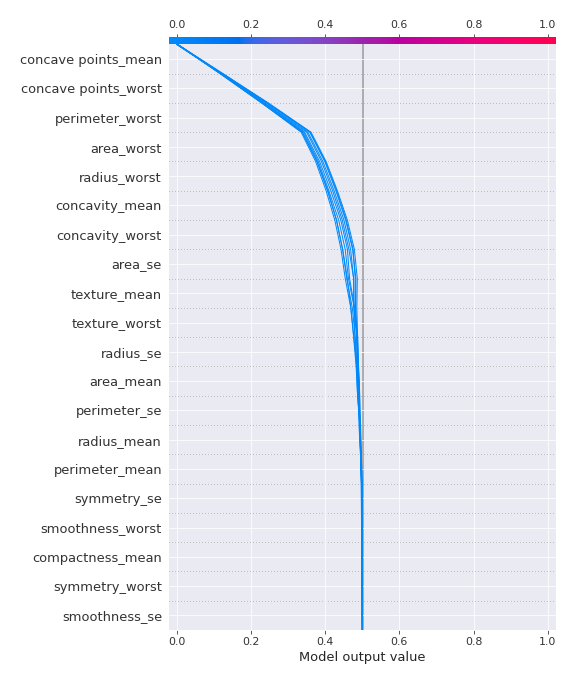 0.0 0.2 0.4 0.6 0.8 1.0
concave points_mean
concave points_worst
perimeter_worst
area_worst
radius_worst
concavity_mean
concavity_worst
area_se
texture_mean
texture_worst
radius_se
area_mean
perimeter_se
radius_mean
perimeter_mean
symmetry_se
smoothness_worst
compactness_mean
symmetry_worst
smoothness_se
0.0 0.2 0.4 0.6 0.8 1.0
Model output value